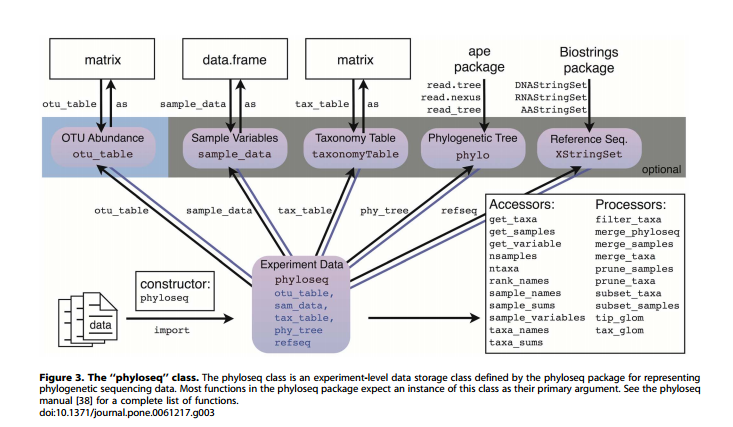 matrix
data.frame
matrix
ape
package
Biostrings
package
read.tree
read.nexus
read_tree
DNAStringSet
RNAStringSet
AAStringSet
otu_table
as
sample_data
as
tax_table
as
OTU Abundance
otu_table
Sample Variables
sample_data
Taxonomy Table
taxonomyTable
Phylogenetic Tree
phylo
Reference Seq.
XStringSet
optional
otu_table
sample_data
tax_table
phy_tree
refseq
Accessors:
get_taxa
get_samples
get_variable
nsamples
ntaxa
rank_names
sample_names
sample_sums
sample_variables
taxa_names
taxa_sums
Processors:
filter_taxa
merge_phyloseq
merge_samples
merge_taxa
prune_samples
prune_taxa
subset_taxa
subset_samples
tip_glom
tax_glom
Experiment Data
phyloseq
otu_table,
sam_data,
tax_table,
phy_tree
refseq
constructor:
phyloseq
data
import
Figure 3. The “phyloseq” class. The phyloseq class is an experiment-level data storage class defined by the phyloseq package for representing
phylogenetic sequencing data. Most functions in the phyloseq package expect an instance of this class as their primary argument. See the phyloseq
manual [38] for a complete list of functions.
doi:10.1371/journal.pone.0061217.g003